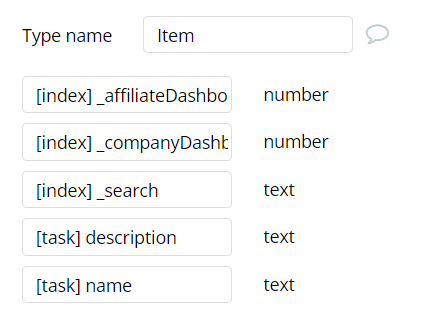 Type name Item
[index] _affiliateDashbo number
[index] _companyDashb number
[index] _search text
[task] description text
[task] name text